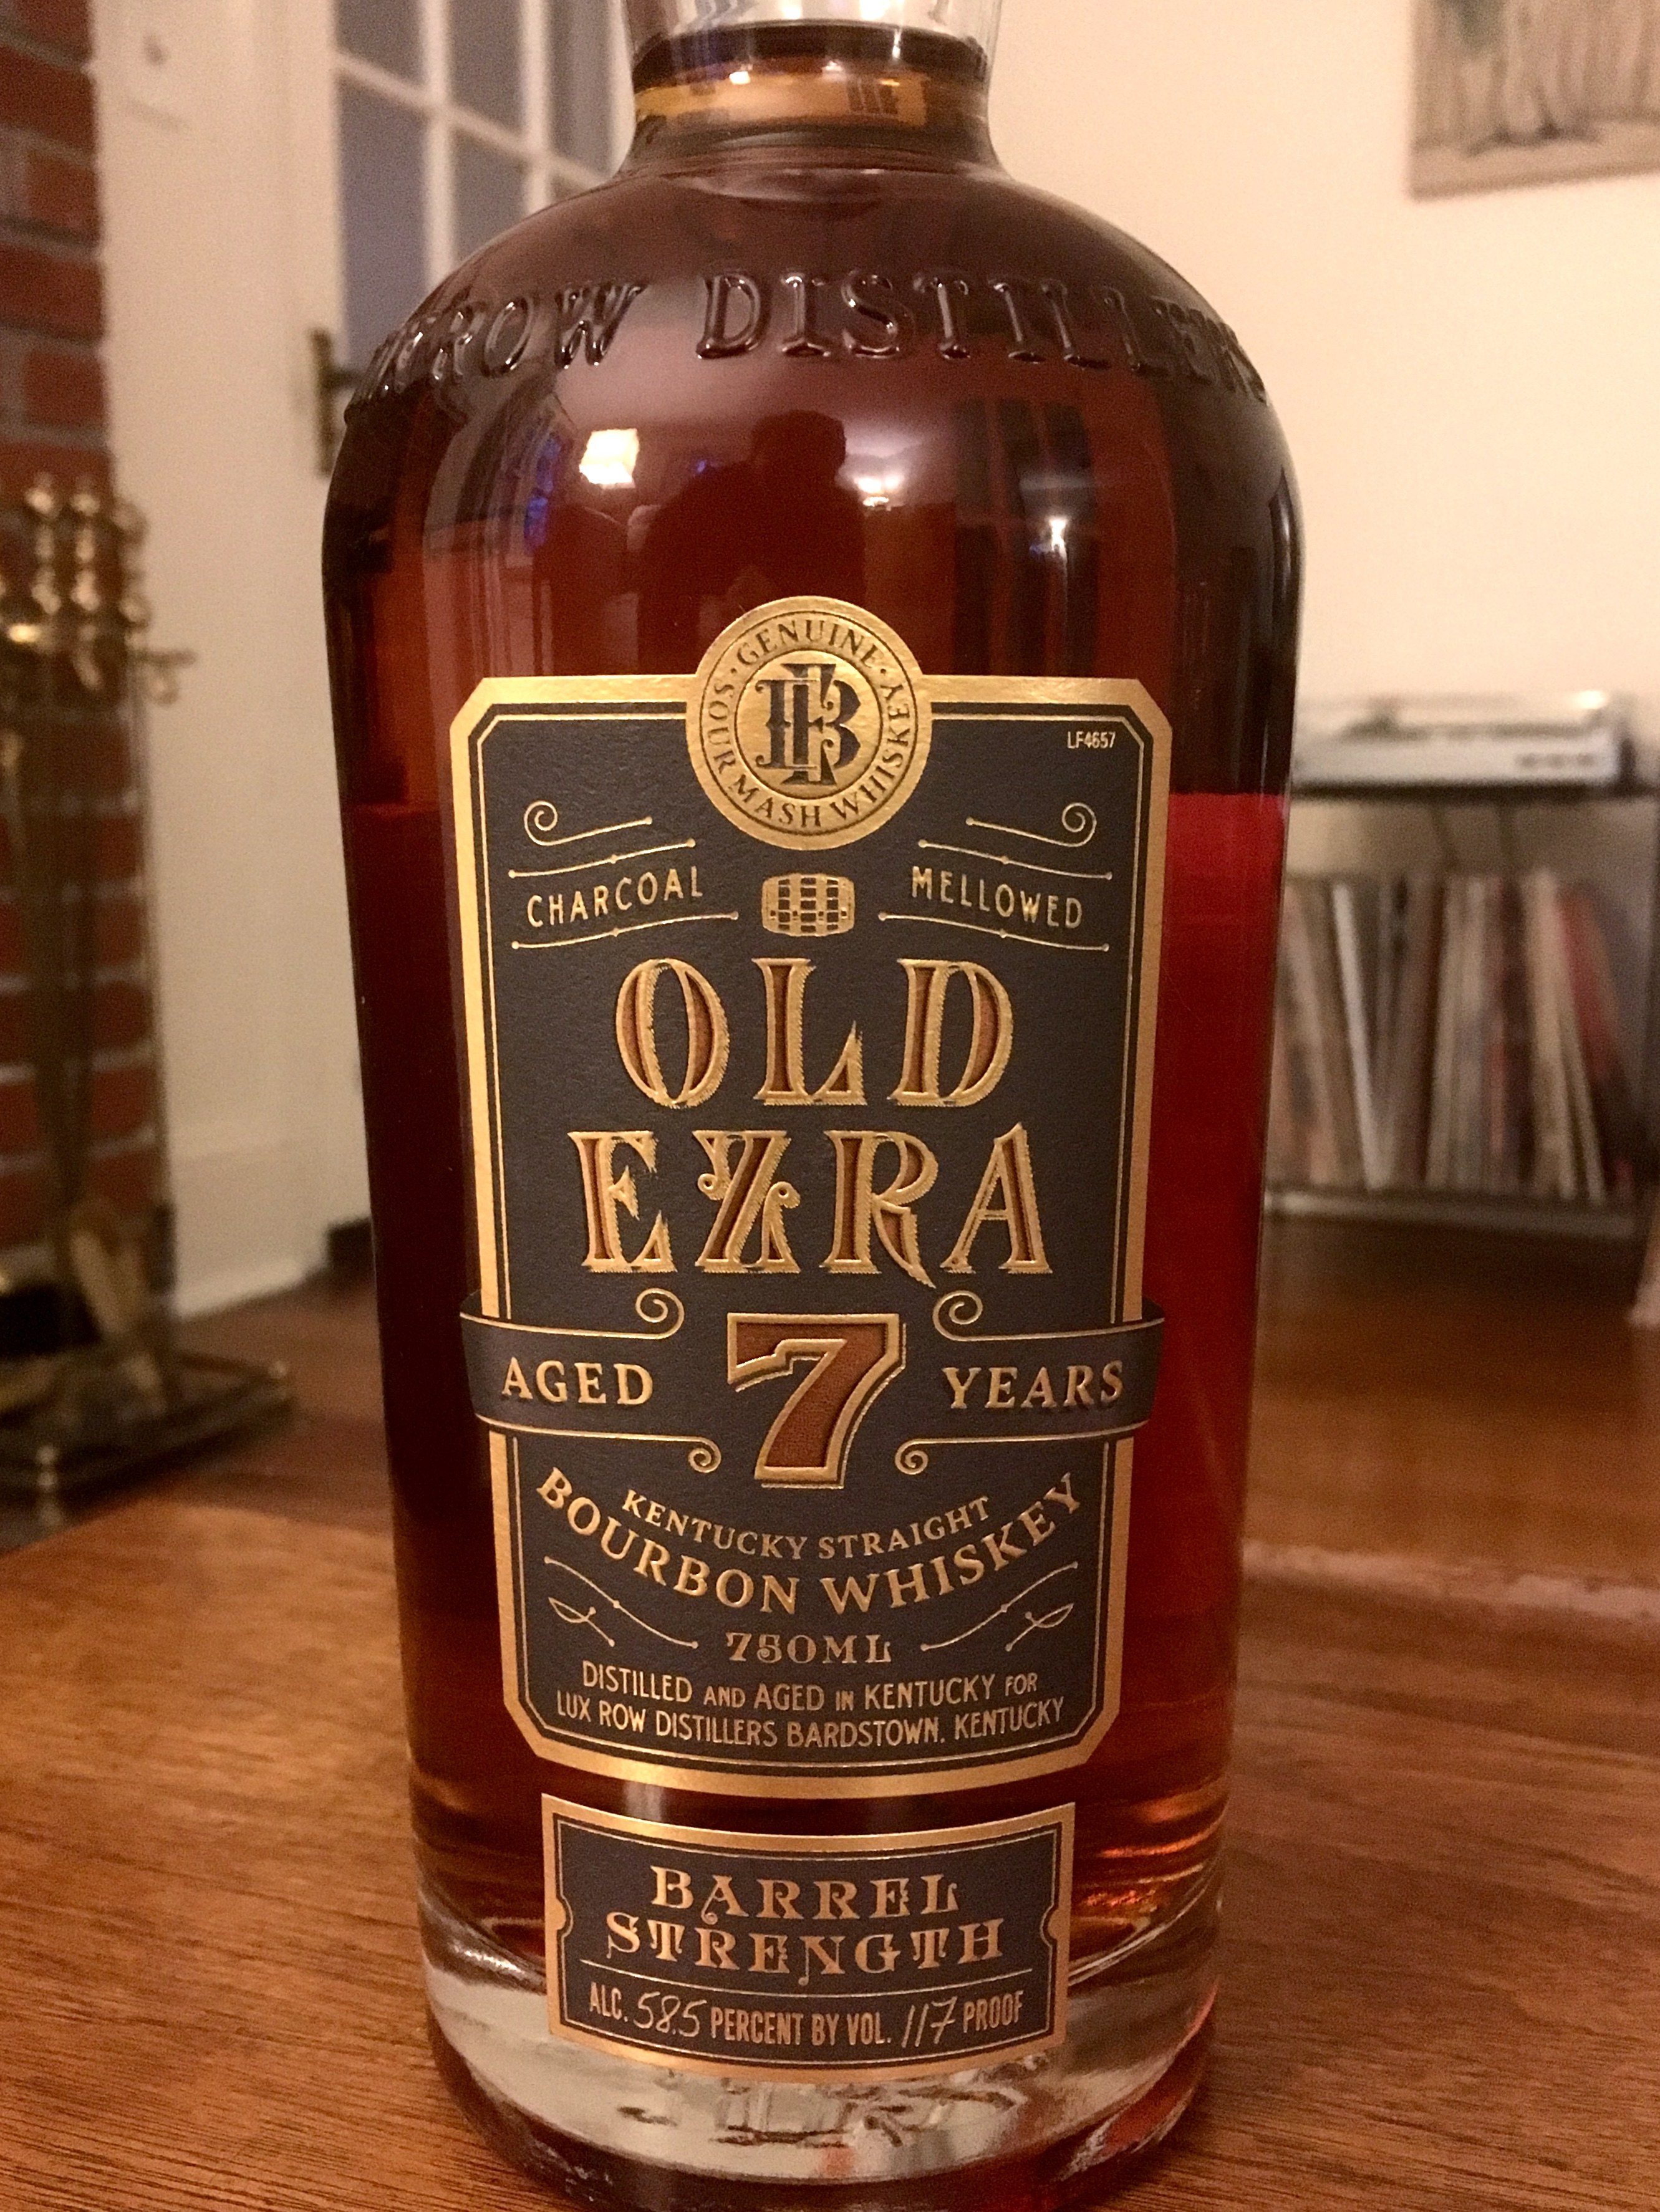 ROW DISTILLERS
GENUINE
SOUR MASH WHISKEY
LF4657
CHARCOAL MELLOWED
OLD
EZRA
AGED 7 YEARS
KENTUCKY STRAIGHT
BOURBON WHISKEY
750ML
DISTILLED AND AGED IN KENTUCKY FOR
LUX ROW DISTILLERS BARDSTOWN, KENTUCKY
BARREL
STRENGTH
ALC. 58.5 PERCENT BY VOL. 117 PROOF